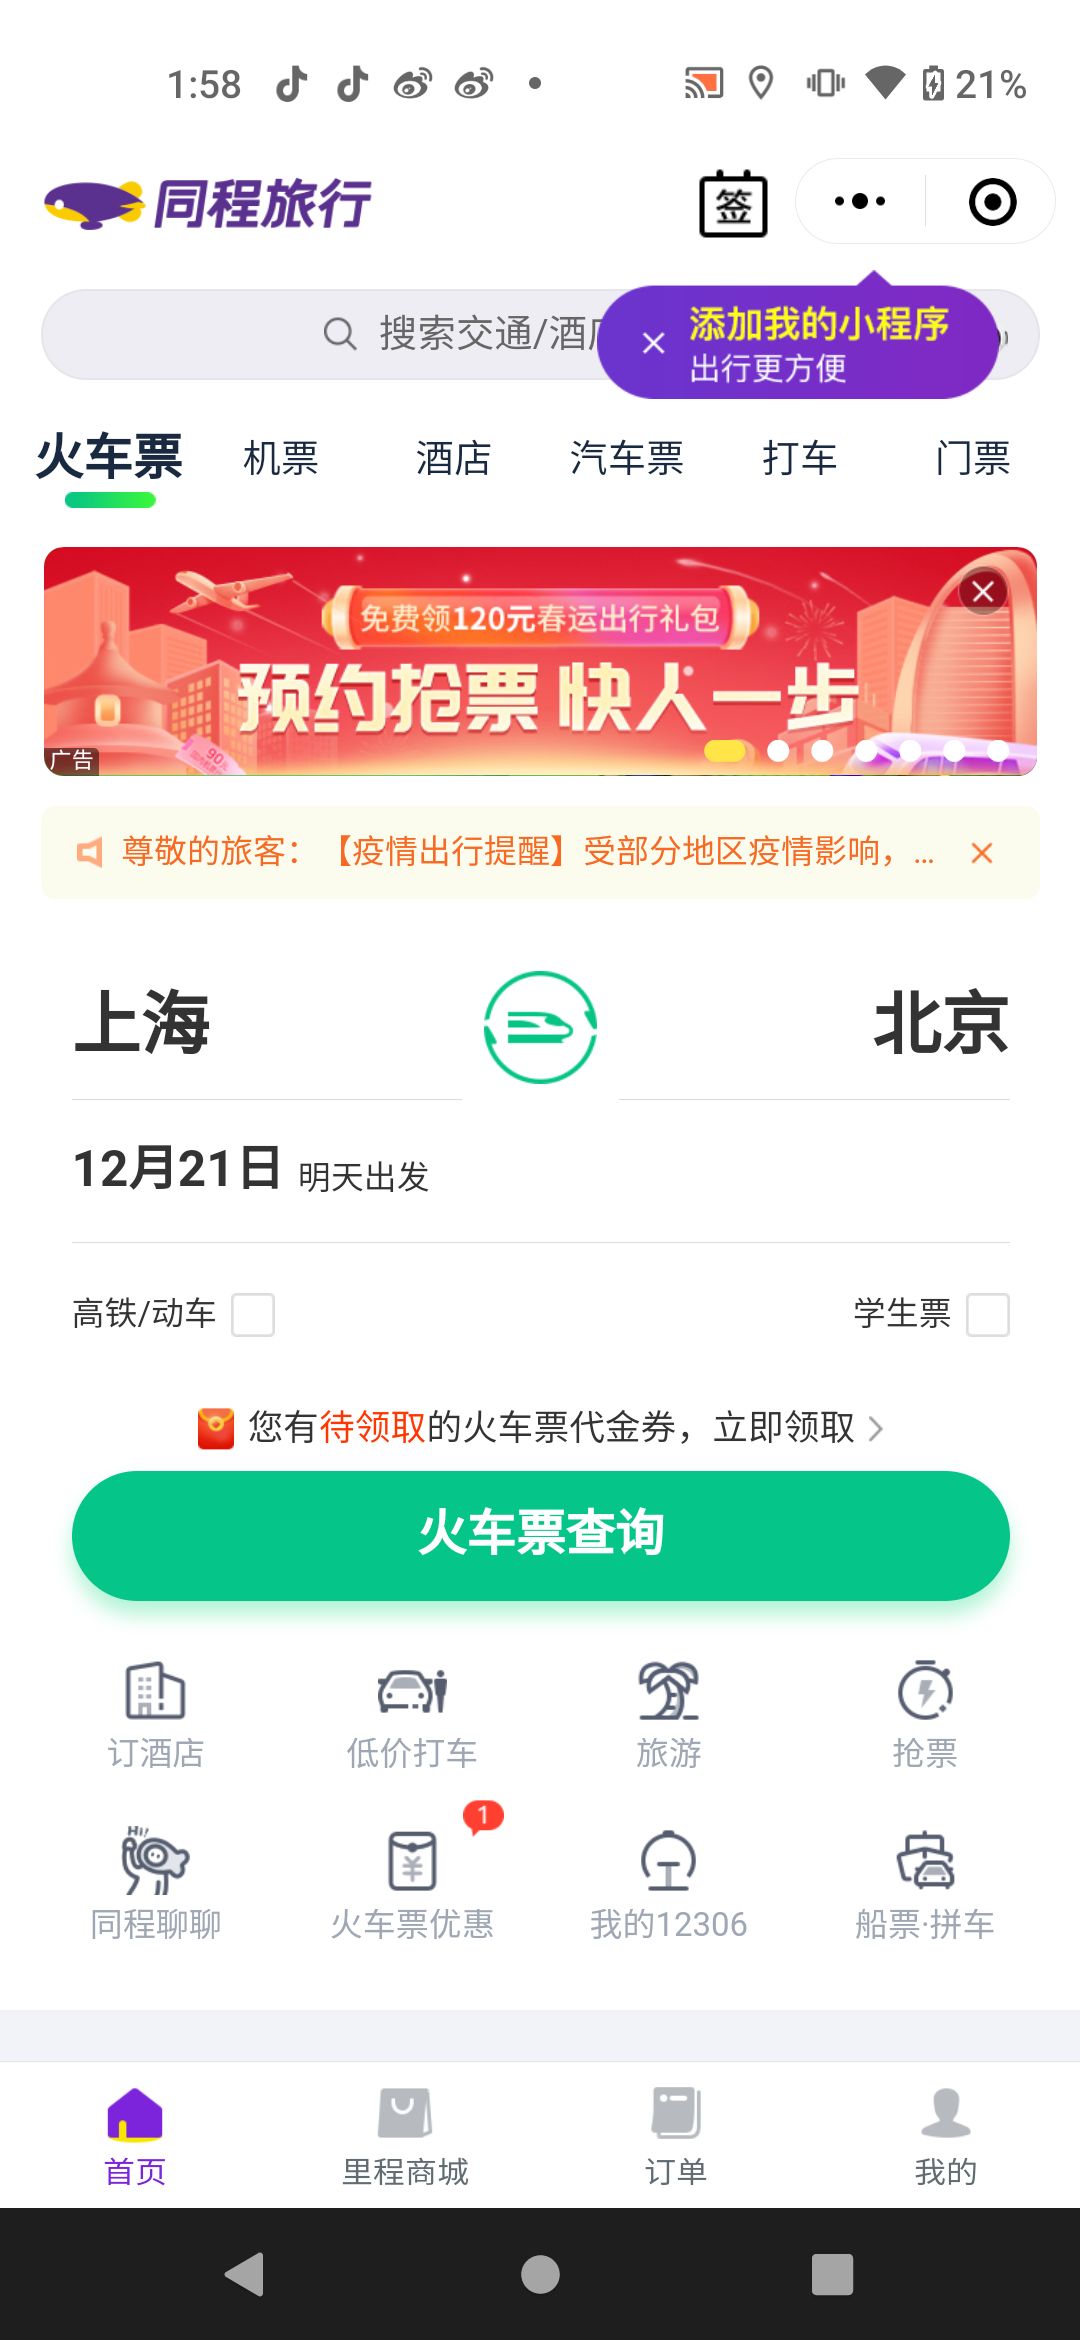 1:58
21%
同程旅行
签
搜索交通/酒
添加我的小程序
出行更方便
火车票 机票 酒店 汽车票 打车 门票
免费领120元春运出行礼包
预约抢票 快人一步
90
广告
尊敬的旅客：【疫情出行提醒】受部分地区疫情影响，...
上海
北京
12月21日 明天出发
高铁/动车
学生票
您有待领取的火车票代金券，立即领取
火车票查询
订酒店 低价打车 旅游 抢票
Hi!
1
同程聊聊 火车票优惠 我的12306 船票·拼车
首页 里程商城 订单 我的